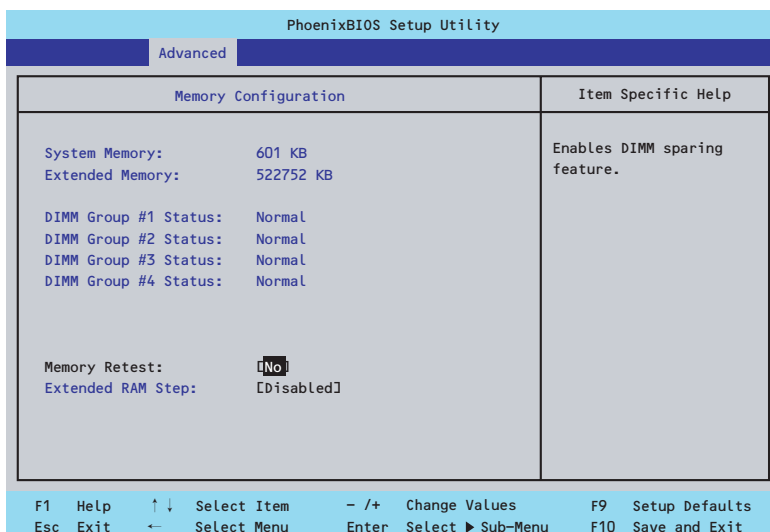 PhoenixBIOS Setup Utility
Advanced
Memory Configuration
Item Specific Help
System Memory: 601 KB
Extended Memory: 522752 KB
DIMM Group #1 Status: Normal
DIMM Group #2 Status: Normal
DIMM Group #3 Status: Normal
DIMM Group #4 Status: Normal
Memory Retest: [No]
Extended RAM Step: [Disabled]
Enables DIMM sparing
feature.
F1 Help ↑↓ Select Item - /+ Change Values F9 Setup Defaults
Esc Exit ← Select Menu Enter Select ▶ Sub-Menu F10 Save and Exit